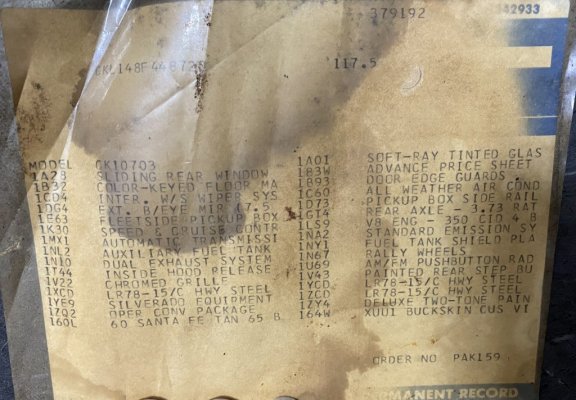 379192
42933
117.5
MODEL CK10703
1A28 SLIDING REAR WINDOW
1B32 COLOR-KEYED FLOOR MA
1CD4 INTER. W/S WIPER SYS
1DG4 EXT. B/EYE MIR 7.5
1E63 FLEETSIDE PICKUP BOX
1K30 SPEED & CRUISE CONTR
1MX1 AUTOMATIC TRANSMISSI
1NL2 AUXILIARY FUEL TANK
1N10 DUAL EXHAUST SYSTEM
1T44 INSIDE HOOD RELEASE
1V22 CHROMED GRILLE
1XCD LR78-15/C HWY STEEL
1YE9 SILVERADO EQUIPMENT
1ZQ2 OPER CONV PACKAGE
160L 60 SANTA FE TAN 65 B
1A01 SOFT-RAY TINTED GLAS
1B3W ADVANCE PRICE SHEET
1B93 DOOR EDGE GUARDS
1C60 ALL WEATHER AIR COND
1D73 PICKUP BOX SIDE RAIL
1GT4 REAR AXLE - 3.73 RAT
1LS9 V8 ENG - 350 CID 4 B
1NA2 STANDARD EMISSION SY
1NY1 FUEL TANK SHIELD PLA
1N67 RALLY WHEELS
1U69 AM/FM PUSHBUTTON RAD
1V43 PAINTED REAR STEP BU
1YCD LR78-15/C HWY STEEL
1ZCD LR78-15/C HWY STEEL
1ZY4 DELUXE TWO-TONE PAIN
164W XUU1 BUCKSKIN CUS VI
ORDER NO PAK159
RMANENT RECORD